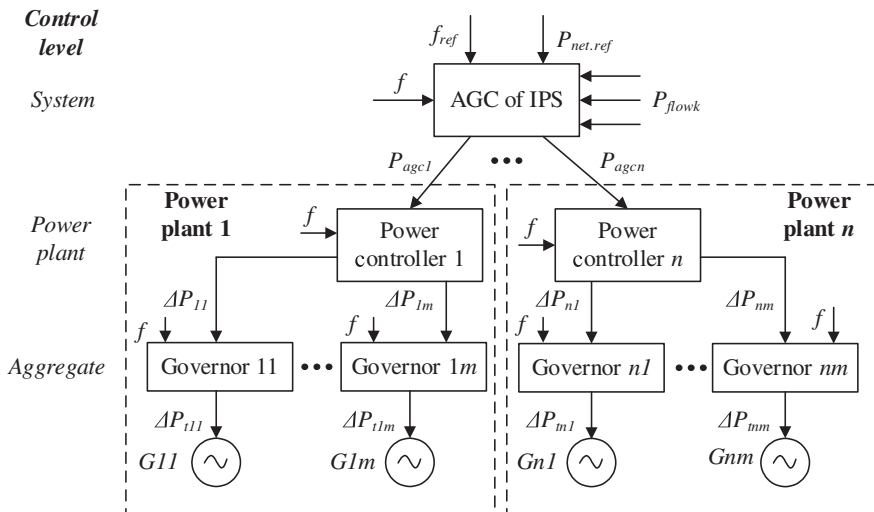 Control
level
f_ref
P_net.ref
System
f
AGC of IPS
P_flowk
P_agc1
P_agcn
Power
plant
Power
plant 1
f
Power
controller 1
f
Power
controller n
Power
plant n
ΔP_11
ΔP_1m
ΔP_n1
ΔP_nm
f
f
f
f
Aggregate
Governor 11
Governor 1m
Governor n1
Governor nm
ΔP_t11
ΔP_t1m
ΔP_tn1
ΔP_tnm
G11
G1m
Gn1
Gnm